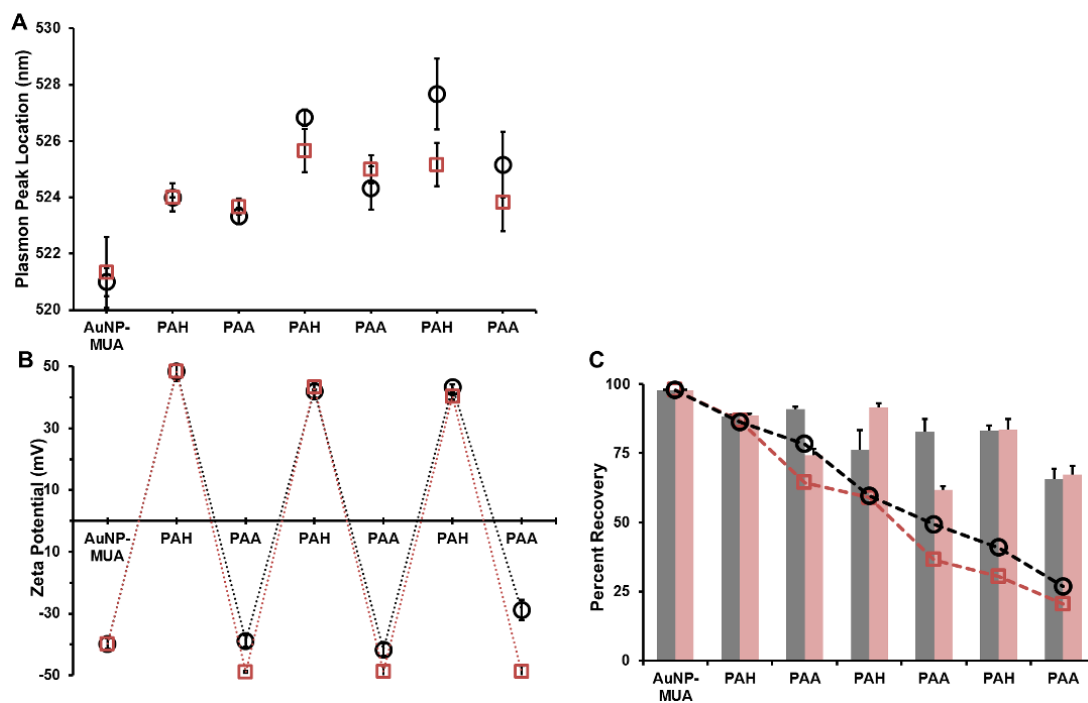 A
Plasmon Peak Location (nm)
530
528
526
524
522
520
AuNP-
MUA
PAH
PAA
PAH
PAA
PAH
PAA
B
Zeta Potential (mV)
50
30
10
-10
-30
-50
AuNP-
MUA
PAH
PAA
PAH
PAA
PAH
PAA
C
Percent Recovery
100
75
50
25
0
AuNP-
MUA
PAH
PAA
PAH
PAA
PAH
PAA